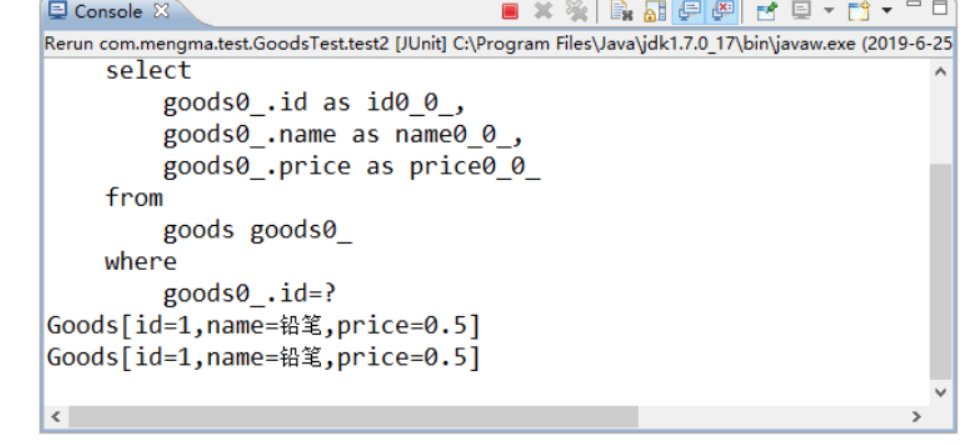 Console
Rerun com.mengma.test.GoodsTest.test2 [JUnit] C:\Program Files\Java\jdk1.7.0_17\bin\javaw.exe (2019-6-25
select
goods0_.id as id0_0_,
goods0_.name as name0_0_,
goods0_.price as price0_0_
from
goods goods0_
where
goods0_.id=?
Goods[id=1,name=铅笔,price=0.5]
Goods[id=1,name=铅笔,price=0.5]